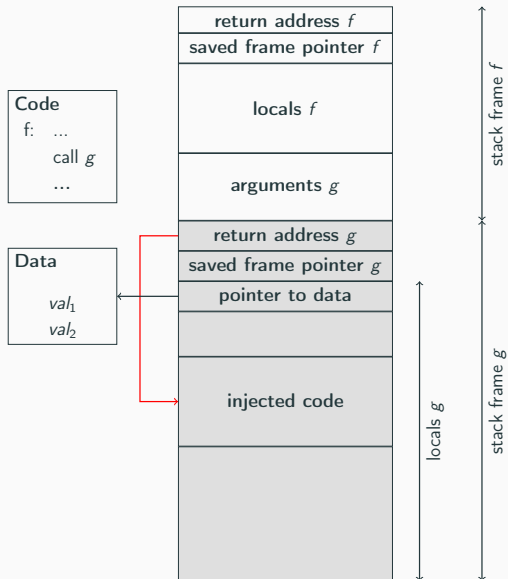 return address f
saved frame pointer f
locals f
arguments g
return address g
saved frame pointer g
pointer to data
injected code
Code
f: ...
call g
...
Data
val₁
val₂
stack frame f
locals g
stack frame g